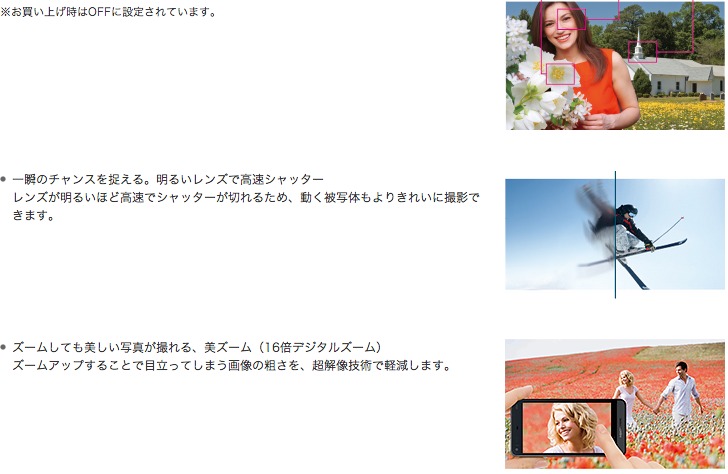 ※お買い上げ時はOFFに設定されています。
一瞬のチャンスを捉える。明るいレンズで高速シャッター
レンズが明るいほど高速でシャッターが切れるため、動く被写体もよりきれいに撮影で
きます。
ズームしても美しい写真が撮れる、美ズーム（16倍デジタルズーム）
ズームアップすることで目立ってしまう画像の粗さを、超解像技術で軽減します。